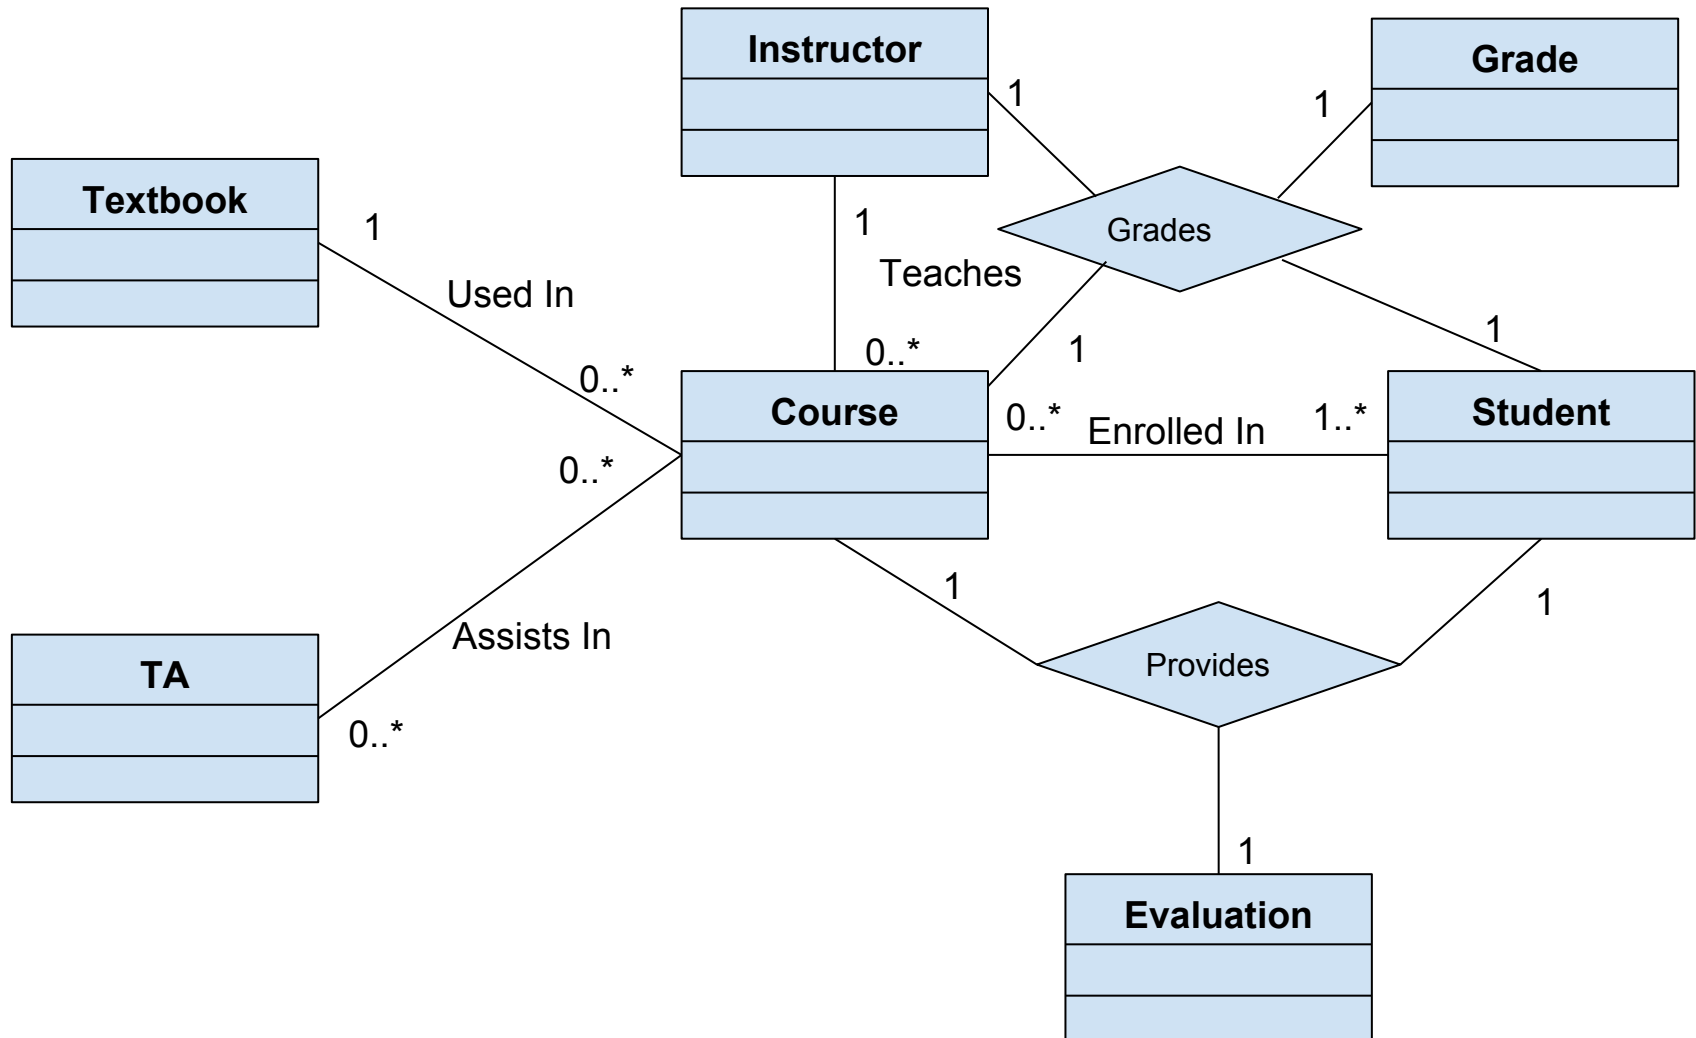 Instructor
Grade
1
1
Textbook
1
1
Grades
Teaches
Used In
1
1
0..*
0..*
Course
0..*
Enrolled In
1..*
Student
0..*
1
1
Assists In
TA
Provides
0..*
1
Evaluation